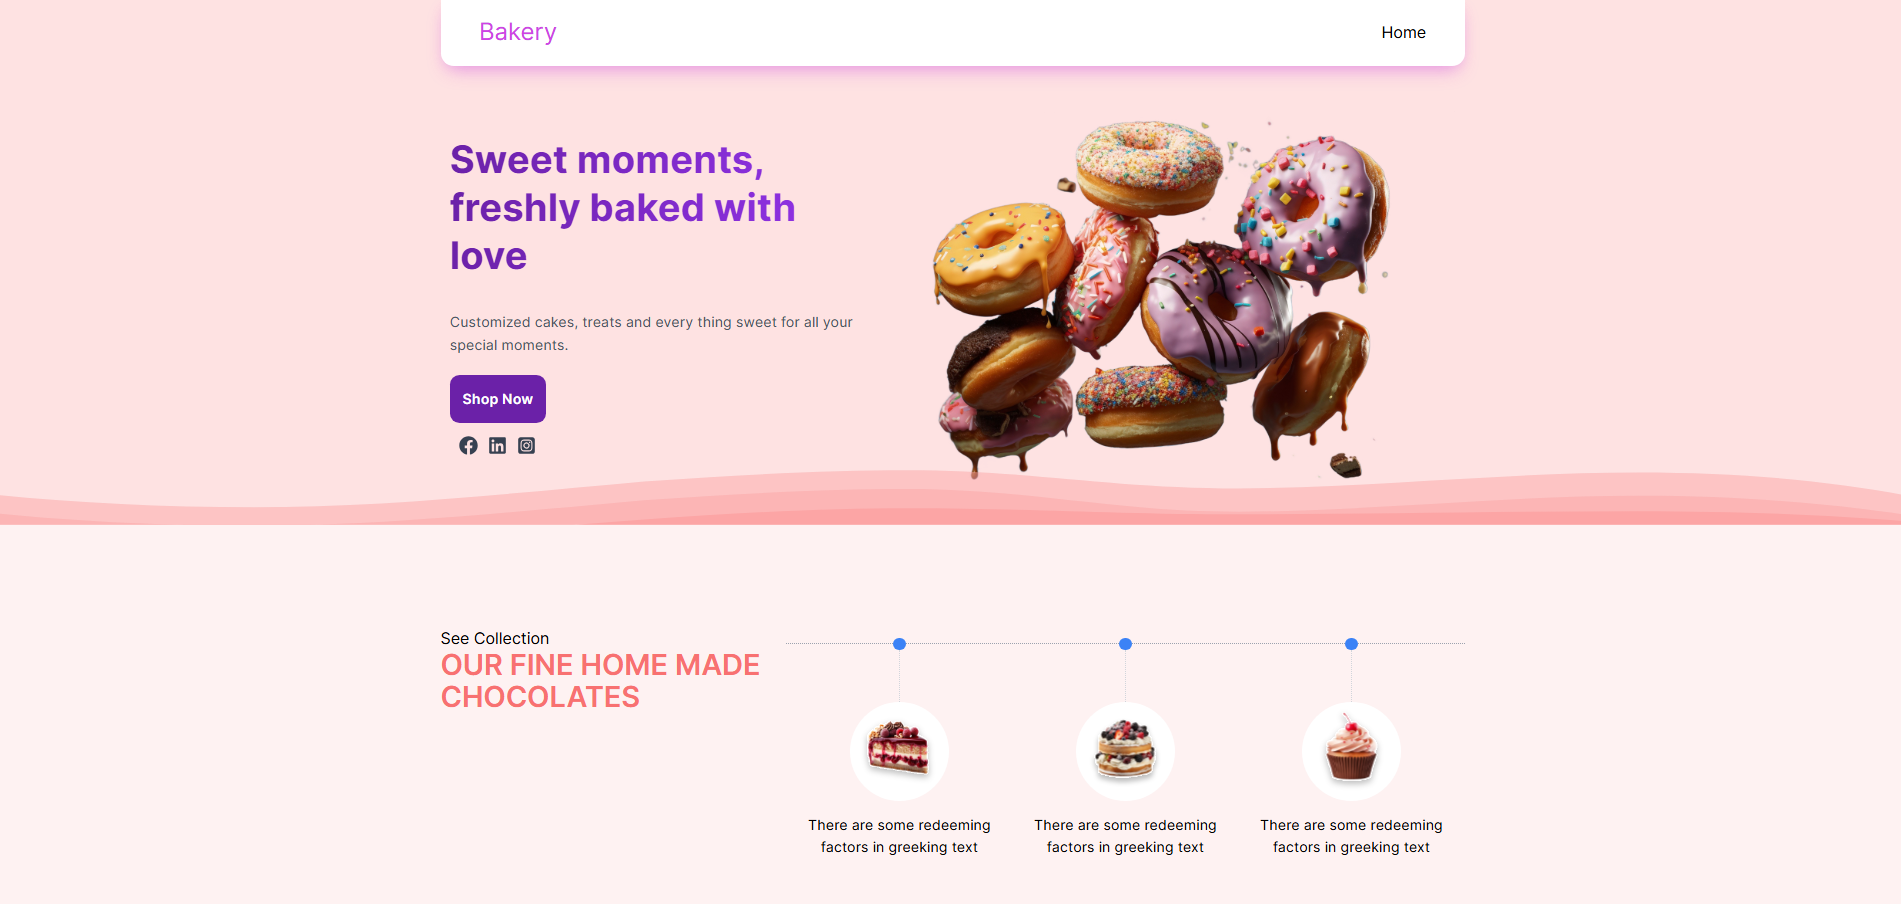 Bakery
Home
Sweet moments,
freshly baked with
love
Customized cakes, treats and every thing sweet for all your
special moments.
Shop Now
See Collection
OUR FINE HOME MADE
CHOCOLATES
There are some redeeming
factors in greeking text
There are some redeeming
factors in greeking text
There are some redeeming
factors in greeking text